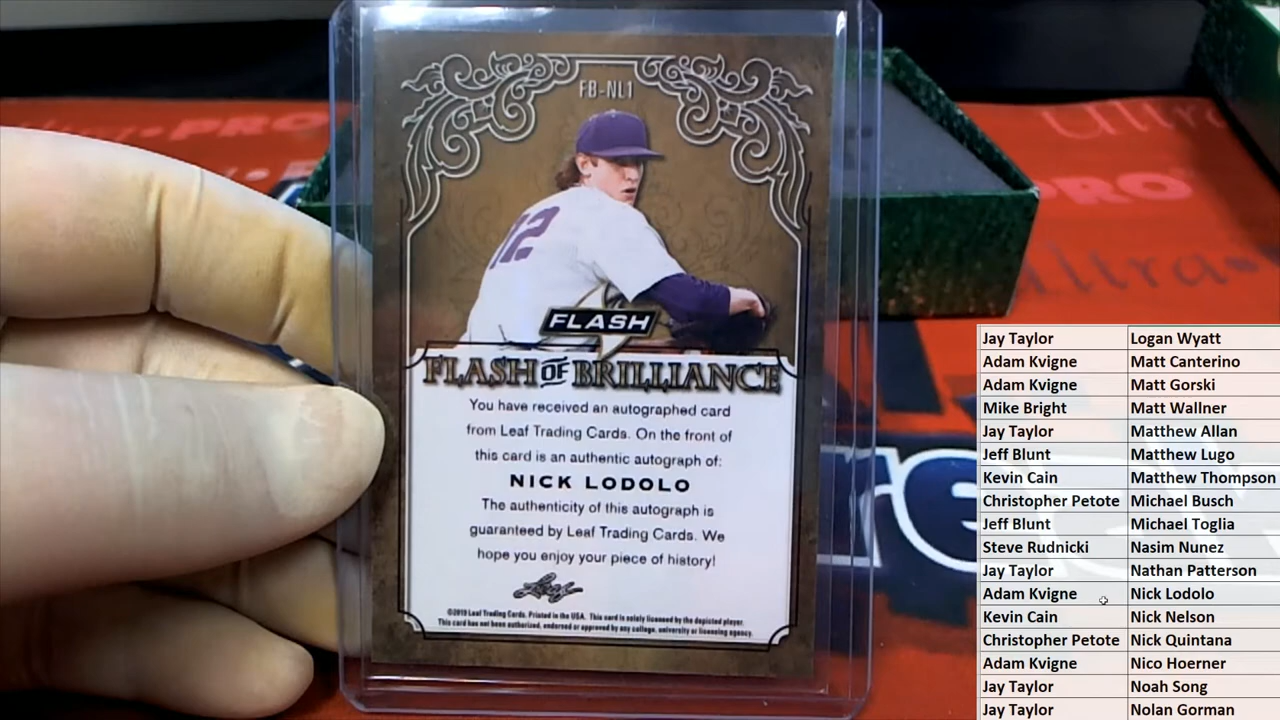 FB-NL1
12
FLASH
FLASH OF BRILLIANCE
You have received an autographed card
from Leaf Trading Cards. On the front of
this card is an authentic autograph of:
NICK LODOLO
The authenticity of this autograph is
guaranteed by Leaf Trading Cards. We
hope you enjoy your piece of history!
Leaf
©2019 Leaf Trading Cards. Printed in the USA. This card is solely licensed by the depicted player.
This card has not been authorized, endorsed or approved by any college, university or licensing agency.
PRO
Ultra
PRO
ultra
Jay Taylor Logan Wyatt
Adam Kvigne Matt Canterino
Adam Kvigne Matt Gorski
Mike Bright Matt Wallner
Jay Taylor Matthew Allan
Jeff Blunt Matthew Lugo
Kevin Cain Matthew Thompson
Christopher Petote Michael Busch
Jeff Blunt Michael Toglia
Steve Rudnicki Nasim Nunez
Jay Taylor Nathan Patterson
Adam Kvigne Nick Lodolo
Kevin Cain Nick Nelson
Christopher Petote Nick Quintana
Adam Kvigne Nico Hoerner
Jay Taylor Noah Song
Jay Taylor Nolan Gorman